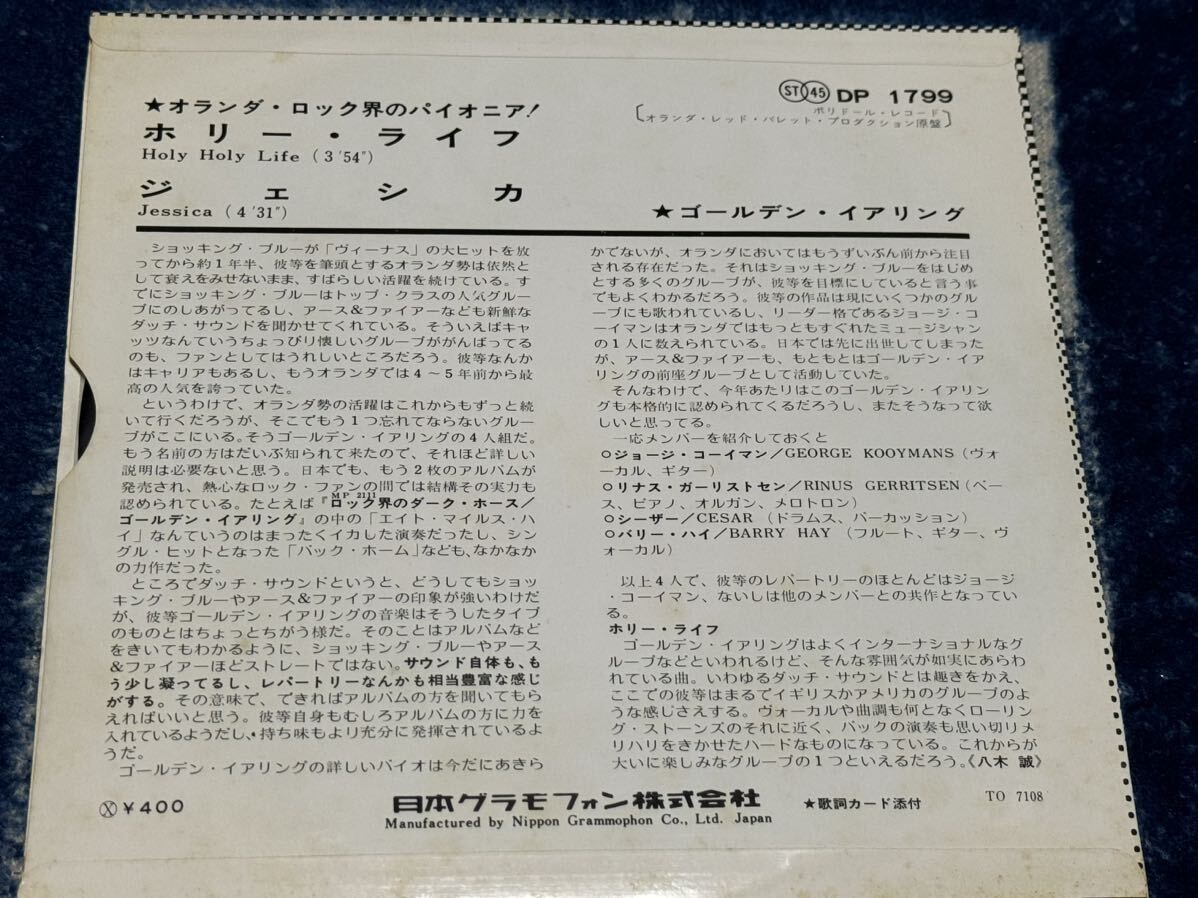 ★オランダ・ロック界のパイオニア!
ホリー・ライフ
Holy Holy Life (3′54″)
ジェシカ
Jessica (4′31″)
ST 45 DP 1799
ポリドール・レコード
〔オランダ・レッド・バレット・プロダクション原盤〕
★ゴールデン・イアリング
ショッキング・ブルーが「ヴィーナス」の大ヒットを放
ってから約1年半、彼等を筆頭とするオランダ勢は依然と
して衰えをみせないまま、すばらしい活躍を続けている。す
でにショッキング・ブルーはトップ・クラスの人気グルー
プにのしあがってるし、アース&ファイアーなども新鮮な
ダッチ・サウンドを聞かせてくれている。そういえばキャ
ッツなんていうちょっぴり懐しいグループががんばってる
のも、ファンとしてはうれしいところだろう。彼等なんか
はキャリアもあるし、もうオランダでは4〜5年前から最
高の人気を誇っていた。
というわけで、オランダ勢の活躍はこれからもずっと続
いて行くだろうが、そこでもう1つ忘れてならないグルー
プがここにいる。そうゴールデン・イアリングの4人組だ。
もう名前の方はだいぶ知られて来たので、それほど詳しい
説明は必要ないと思う。日本でも、もう2枚のアルバムが
発売され、熱心なロック・ファンの間では結構その実力も
認められている。たとえば『ロック界のダーク・ホース/
MP 2111
ゴールデン・イアリング』の中の「エイト・マイルス・ハ
イ」なんていうのはまったくイカした演奏だったし、シン
グル・ヒットとなった「バック・ホーム」なども、なかなか
の力作だった。
ところでダッチ・サウンドというと、どうしてもショッ
キング・ブルーやアース&ファイアーの印象が強いわけだ
が、彼等ゴールデン・イアリングの音楽はそうしたタイプ
のものとはちょっとちがう様だ。そのことはアルバムなど
をきいてもわかるように、ショッキング・ブルーやアース
&ファイアーほどストレートではない。サウンド自体も、も
う少し凝ってるし、レパートリーなんかも相当豊富な感じ
がする。その意味で、できればアルバムの方を聞いてもら
えればいいと思う。彼等自身もむしろアルバムの方に力を
入れているようだし、持ち味もより充分に発揮されているよ
うだ。
ゴールデン・イアリングの詳しいバイオは今だにあきら
かでないが、オランダにおいてはもうずいぶん前から注目
される存在だった。それはショッキング・ブルーをはじめ
とする多くのグループが、彼等を目標にしていると言う事
でもよくわかるだろう。彼等の作品は現にいくつかのグル
ープにも歌われているし、リーダー格であるジョージ・コ
ーイマンはオランダではもっともすぐれたミュージシャン
の1人に数えられている。日本では先に出世してしまった
が、アース&ファイアーも、もともとはゴールデン・イア
リングの前座グループとして活動していた。
そんなわけで、今年あたりはこのゴールデン・イアリン
グも本格的に認められてくるだろうし、またそうなって欲
しいと思ってる。
一応メンバーを紹介しておくと
○ジョージ・コーイマン/GEORGE KOOYMANS(ヴォ
ーカル、ギター)
○リナス・ガーリストセン/RINUS GERRITSEN(ベー
ス、ピアノ、オルガン、メロトロン)
○シーザー/CESAR(ドラムス、パーカッション)
○バリー・ハイ/BARRY HAY(フルート、ギター、ヴ
ォーカル)
以上4人で、彼等のレパートリーのほとんどはジョージ
・コーイマン、ないしは他のメンバーとの共作となってい
る。
ホリー・ライフ
ゴールデン・イアリングはよくインターナショナルなグ
ループなどといわれるけど、そんな雰囲気が如実にあらわ
れている曲。いわゆるダッチ・サウンドとは趣きをかえ、
ここでの彼等はまるでイギリスかアメリカのグループのよ
うな感じさえする。ヴォーカルや曲調も何となくローリン
グ・ストーンズのそれに近く、バックの演奏も思い切りメ
リハリをきかせたハードなものになっている。これからが
大いに楽しみなグループの1つといえるだろう。《八木 誠》
Ⓧ¥400
日本グラモフォン株式会社
Manufactured by Nippon Grammophon Co., Ltd. Japan
★歌詞カード添付
TO 7108